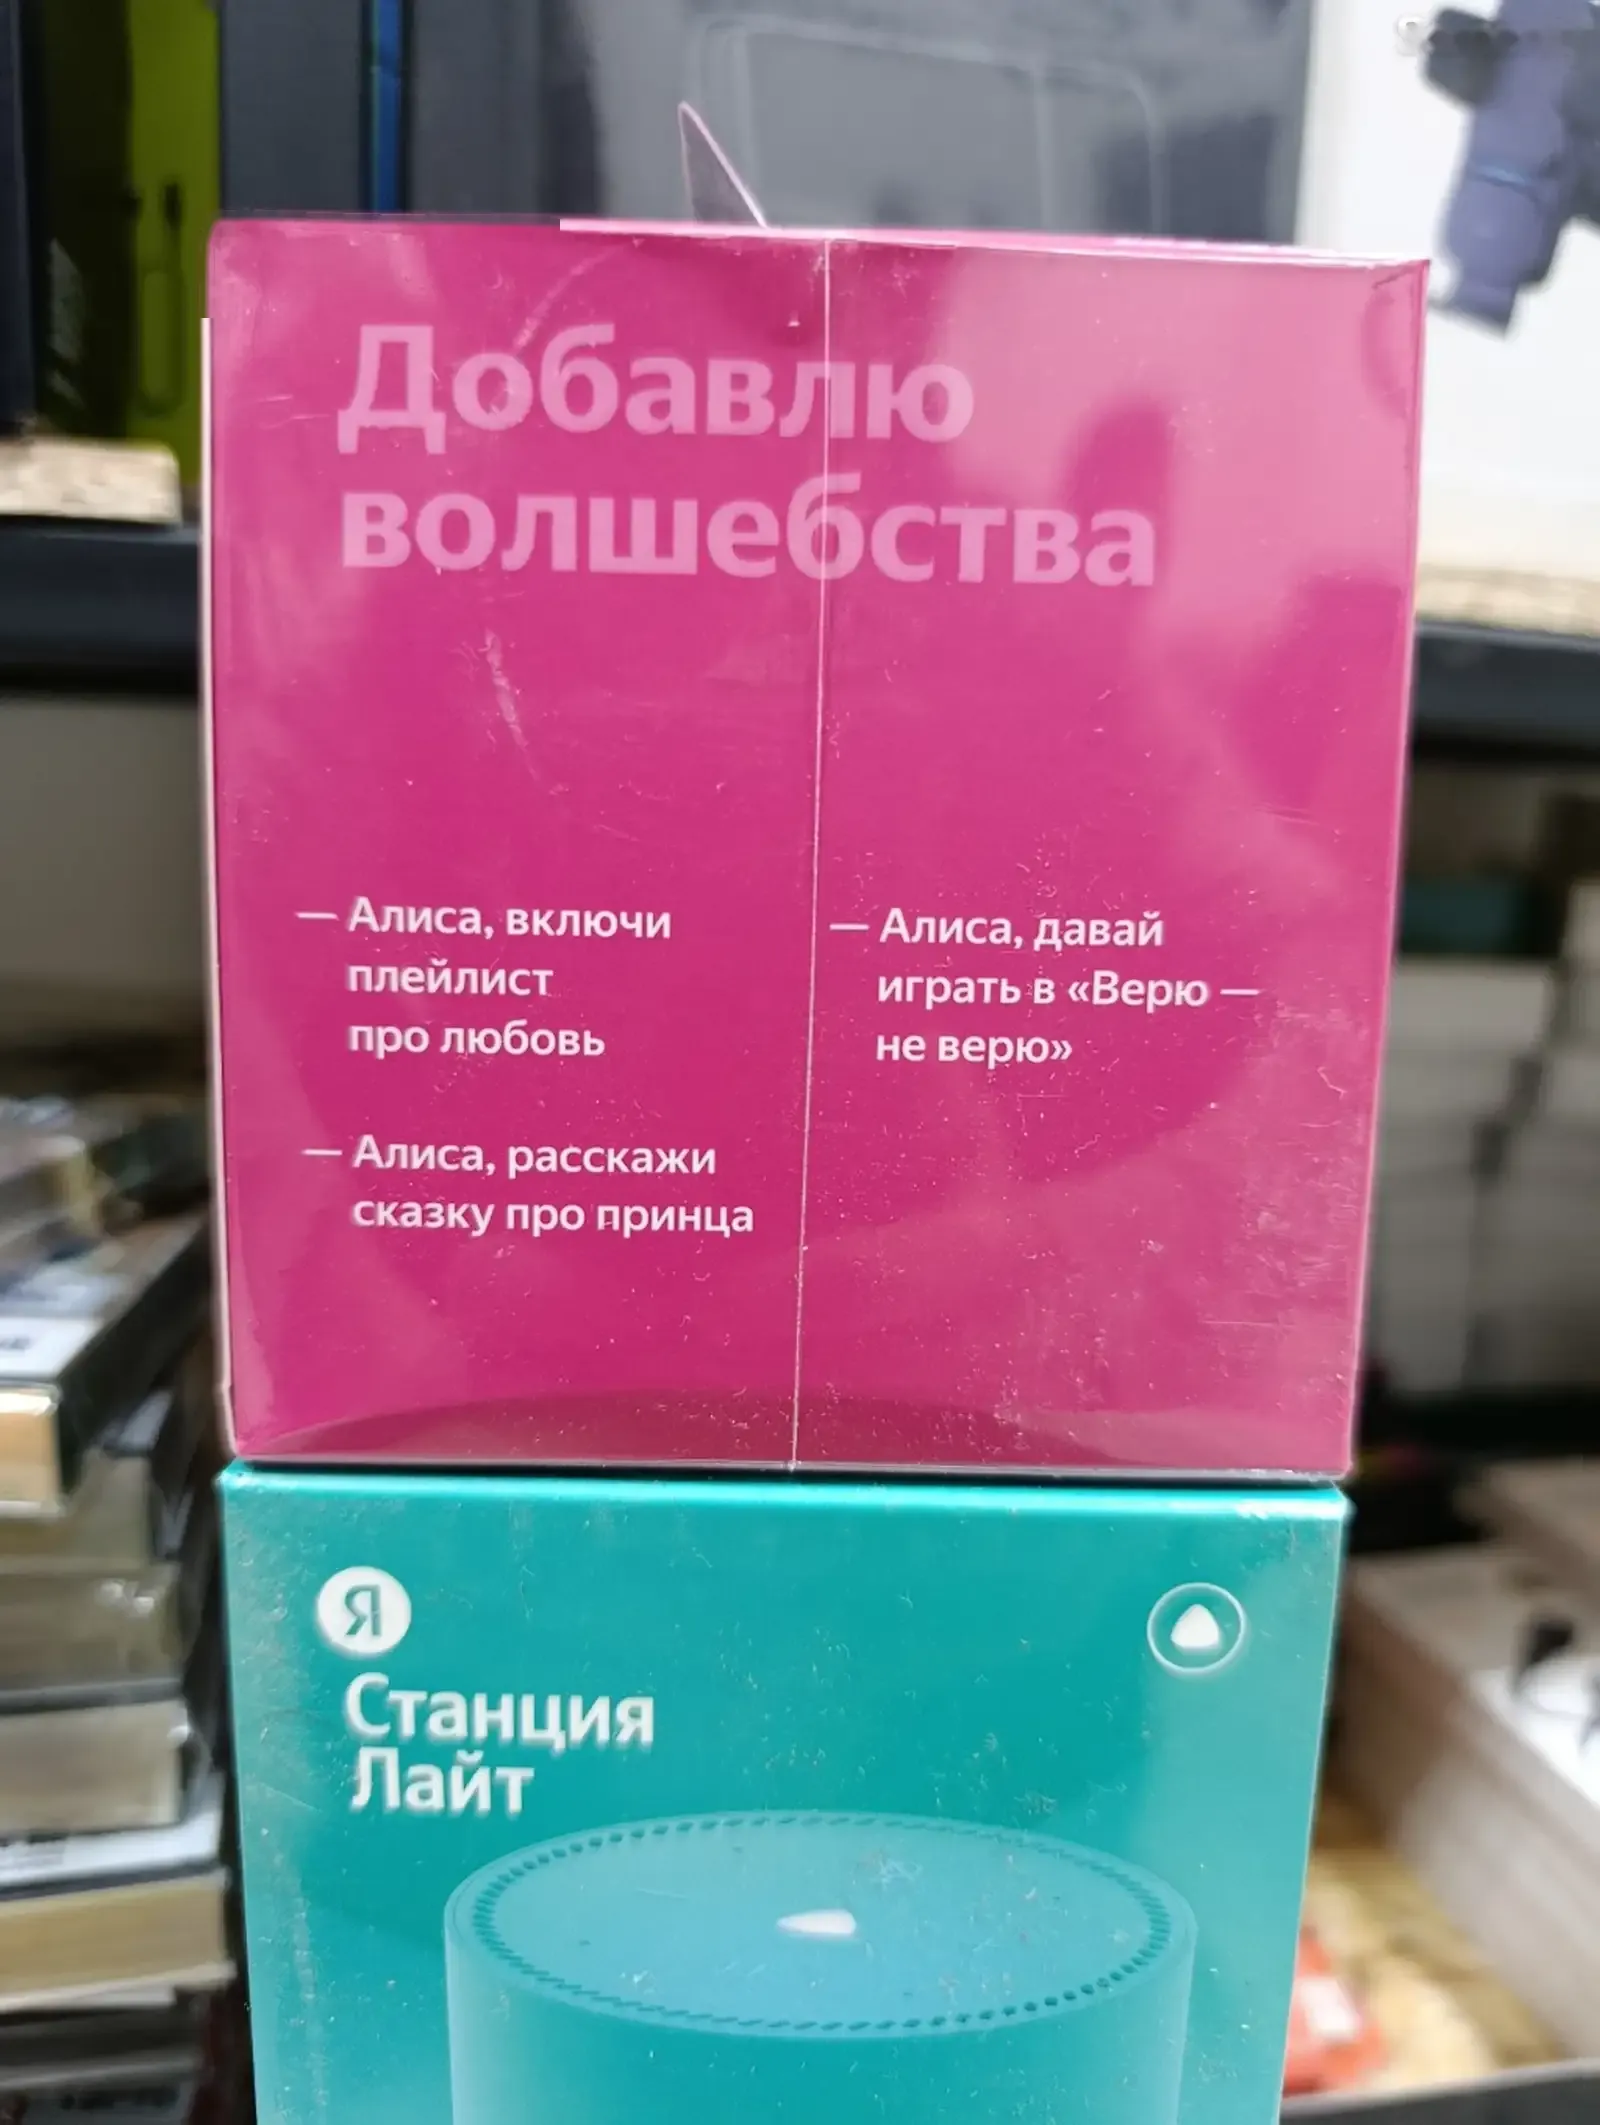 Добавлю
волшебства
— Алиса, включи
плейлист
про любовь
— Алиса, расскажи
сказку про принца
— Алиса, давай
играть в «Верю —
не верю»
Я
Станция
Лайт